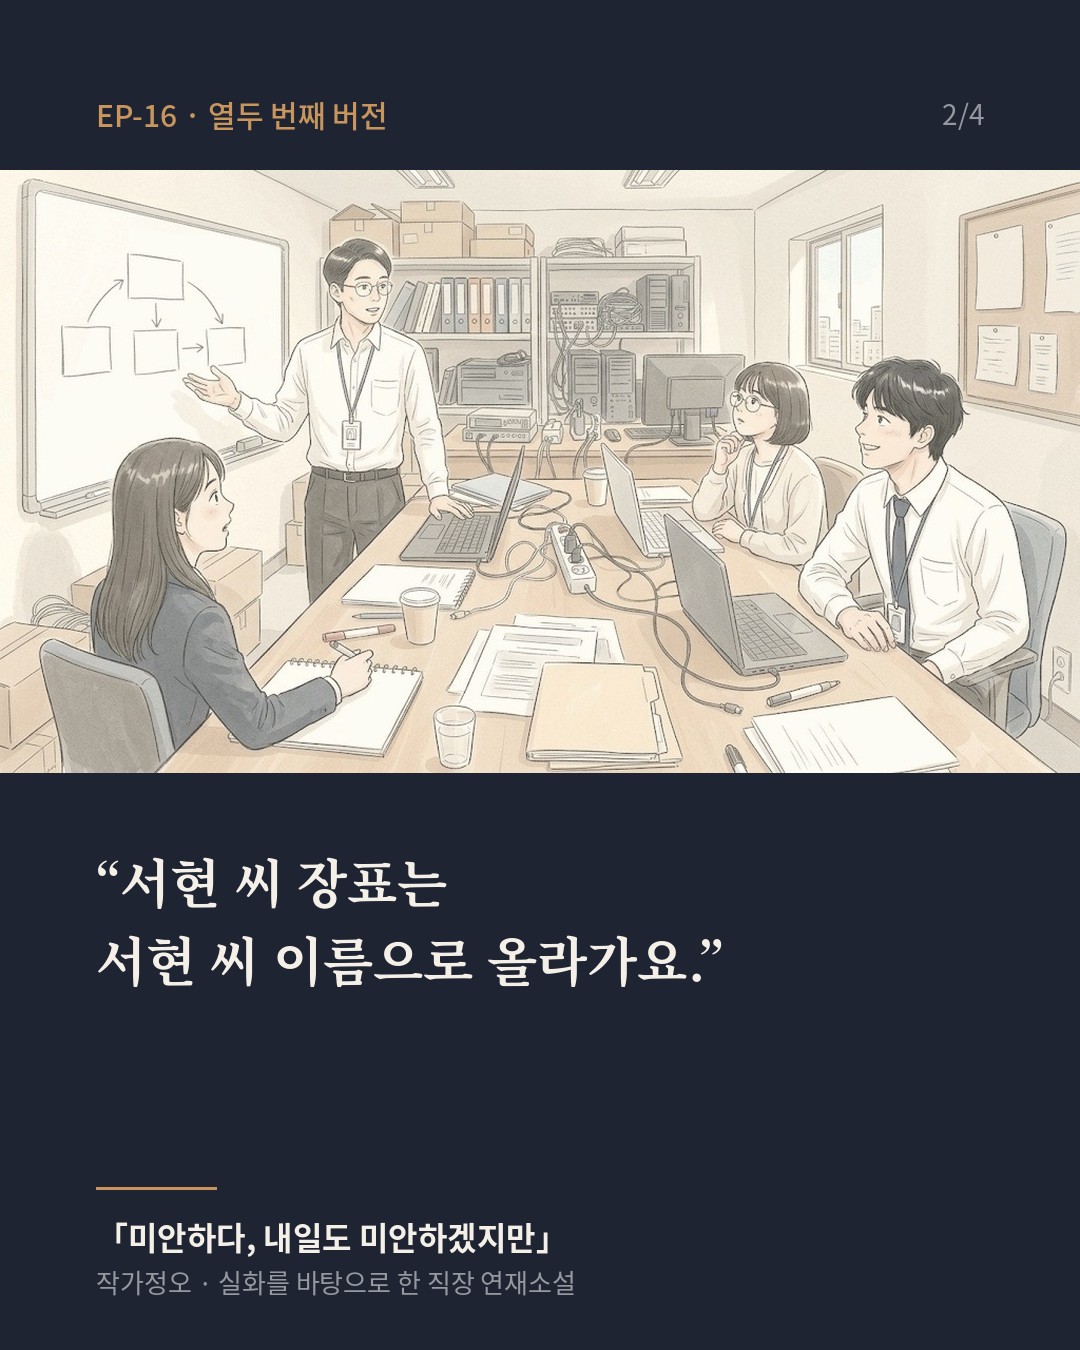 EP-16 · 열두 번째 버전
2/4
“서현 씨 장표는
서현 씨 이름으로 올라가요.”
「미안하다, 내일도 미안하겠지만」
작가정오 · 실화를 바탕으로 한 직장 연재소설